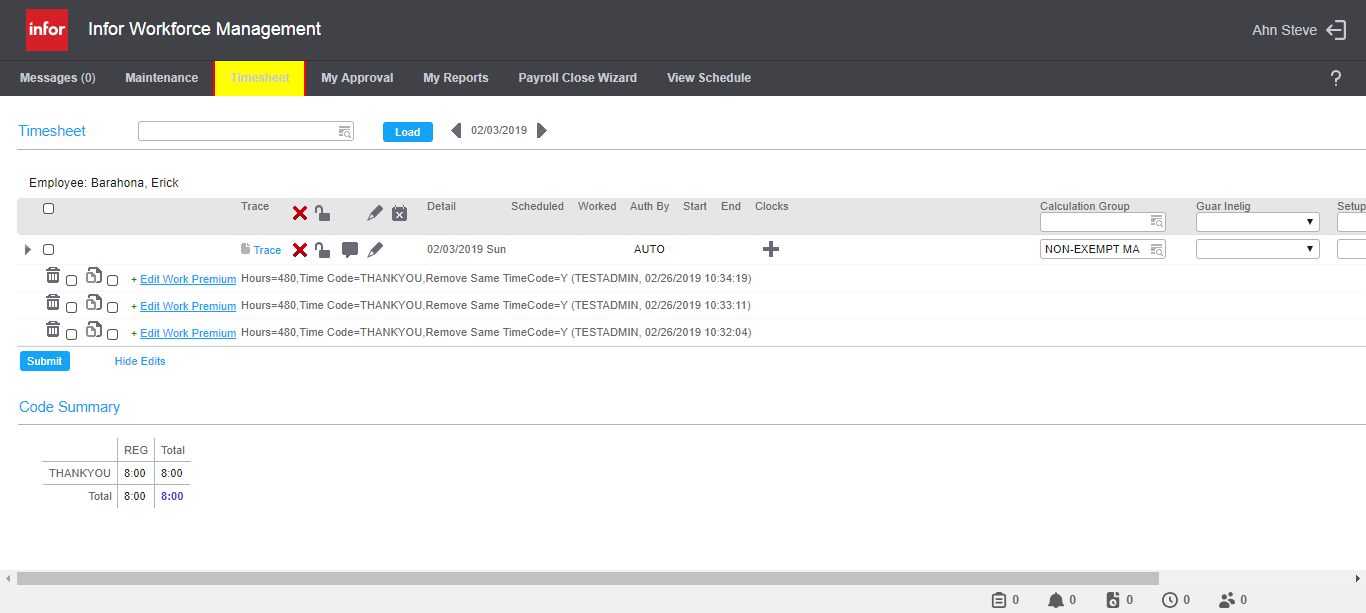 infor Infor Workforce Management Ahn Steve
Messages (0) Maintenance Timesheet My Approval My Reports Payroll Close Wizard View Schedule ?
Timesheet Load 02/03/2019
Employee: Barahona, Erick
Trace Detail Scheduled Worked Auth By Start End Clocks Calculation Group Guar Inelig Setup
Trace 02/03/2019 Sun AUTO NON-EXEMPT MA
+ Edit Work Premium Hours=480,Time Code=THANKYOU,Remove Same TimeCode=Y (TESTADMIN, 02/26/2019 10:34:19)
+ Edit Work Premium Hours=480,Time Code=THANKYOU,Remove Same TimeCode=Y (TESTADMIN, 02/26/2019 10:33:11)
+ Edit Work Premium Hours=480,Time Code=THANKYOU,Remove Same TimeCode=Y (TESTADMIN, 02/26/2019 10:32:04)
Submit Hide Edits
Code Summary
REG Total
THANKYOU 8:00 8:00
Total 8:00 8:00
0 0 0 0 0